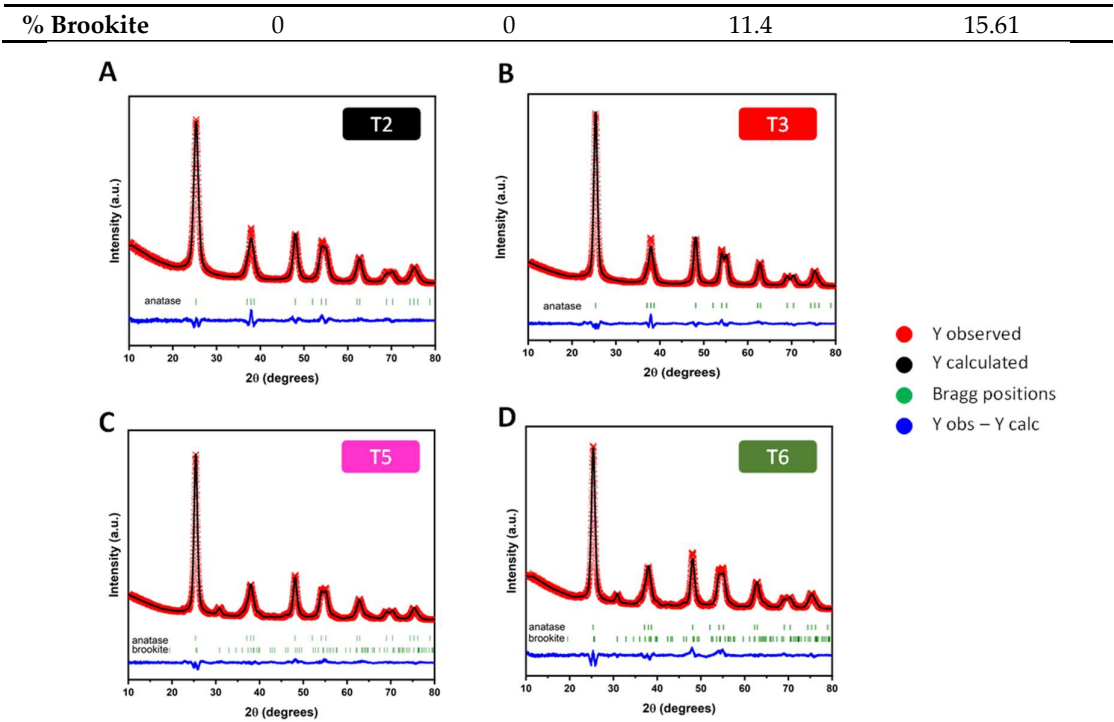 % Brookite 0 0 11.4 15.61
A
T2
Intensity (a.u.)
anatase
10 20 30 40 50 60 70 80
2θ (degrees)
B
T3
Intensity (a.u.)
anatase
10 20 30 40 50 60 70 80
2θ (degrees)
Y observed
Y calculated
Bragg positions
Y obs – Y calc
C
T5
Intensity (a.u.)
anatase
brookite
10 20 30 40 50 60 70 80
2θ (degrees)
D
T6
Intensity (a.u.)
anatase
brookite
10 20 30 40 50 60 70 80
2θ (degrees)